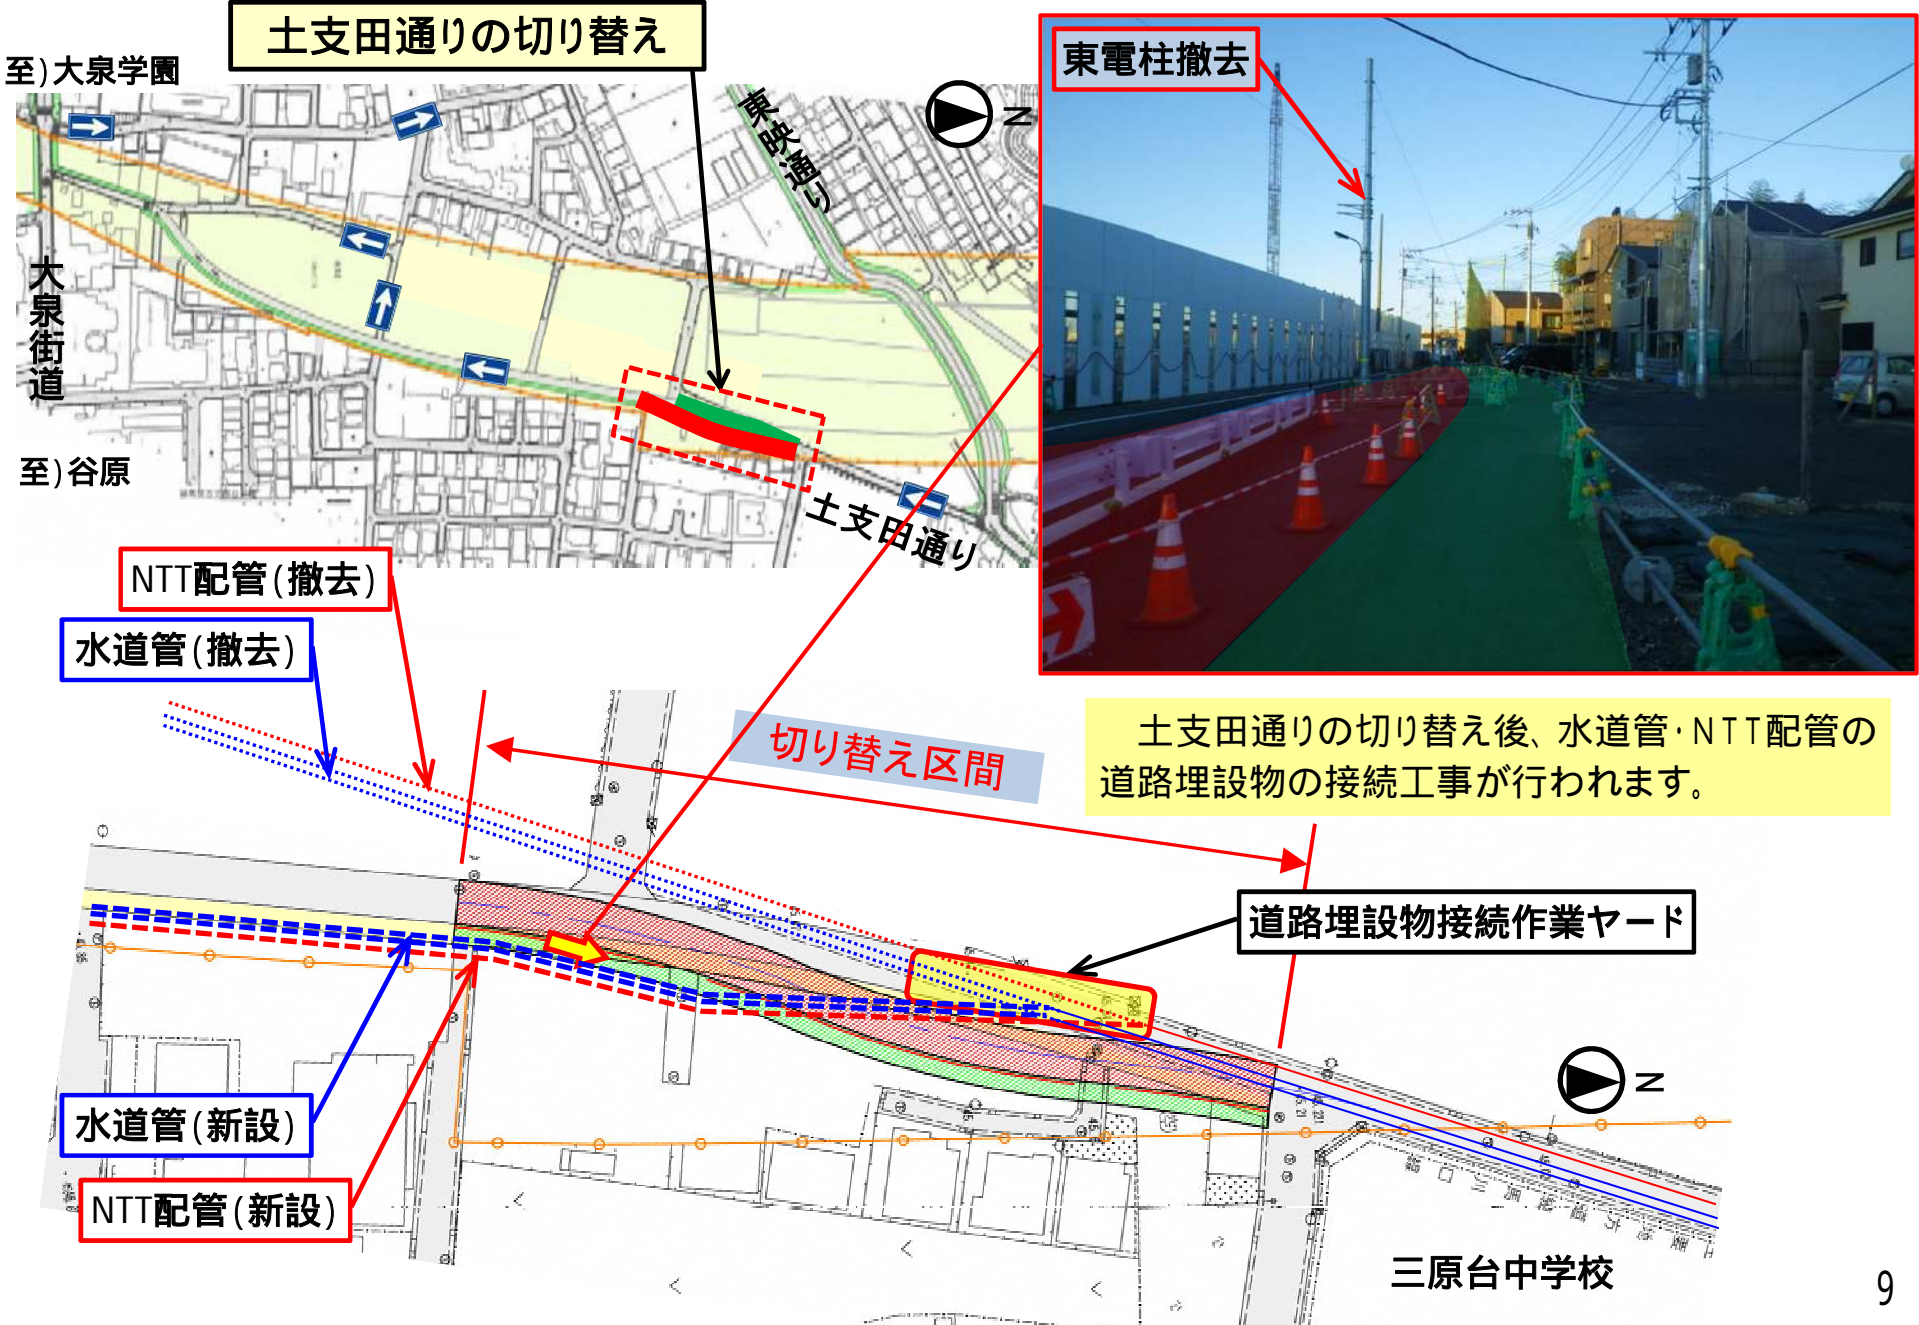 土支田通りの切り替え
至)大泉学園
東映通り
N
大泉街道
至)谷原
土支田通り
東電柱撤去
NTT配管(撤去)
水道管(撤去)
切り替え区間
土支田通りの切り替え後、水道管・NTT配管の
道路埋設物の接続工事が行われます。
道路埋設物接続作業ヤード
N
水道管(新設)
NTT配管(新設)
三原台中学校
9